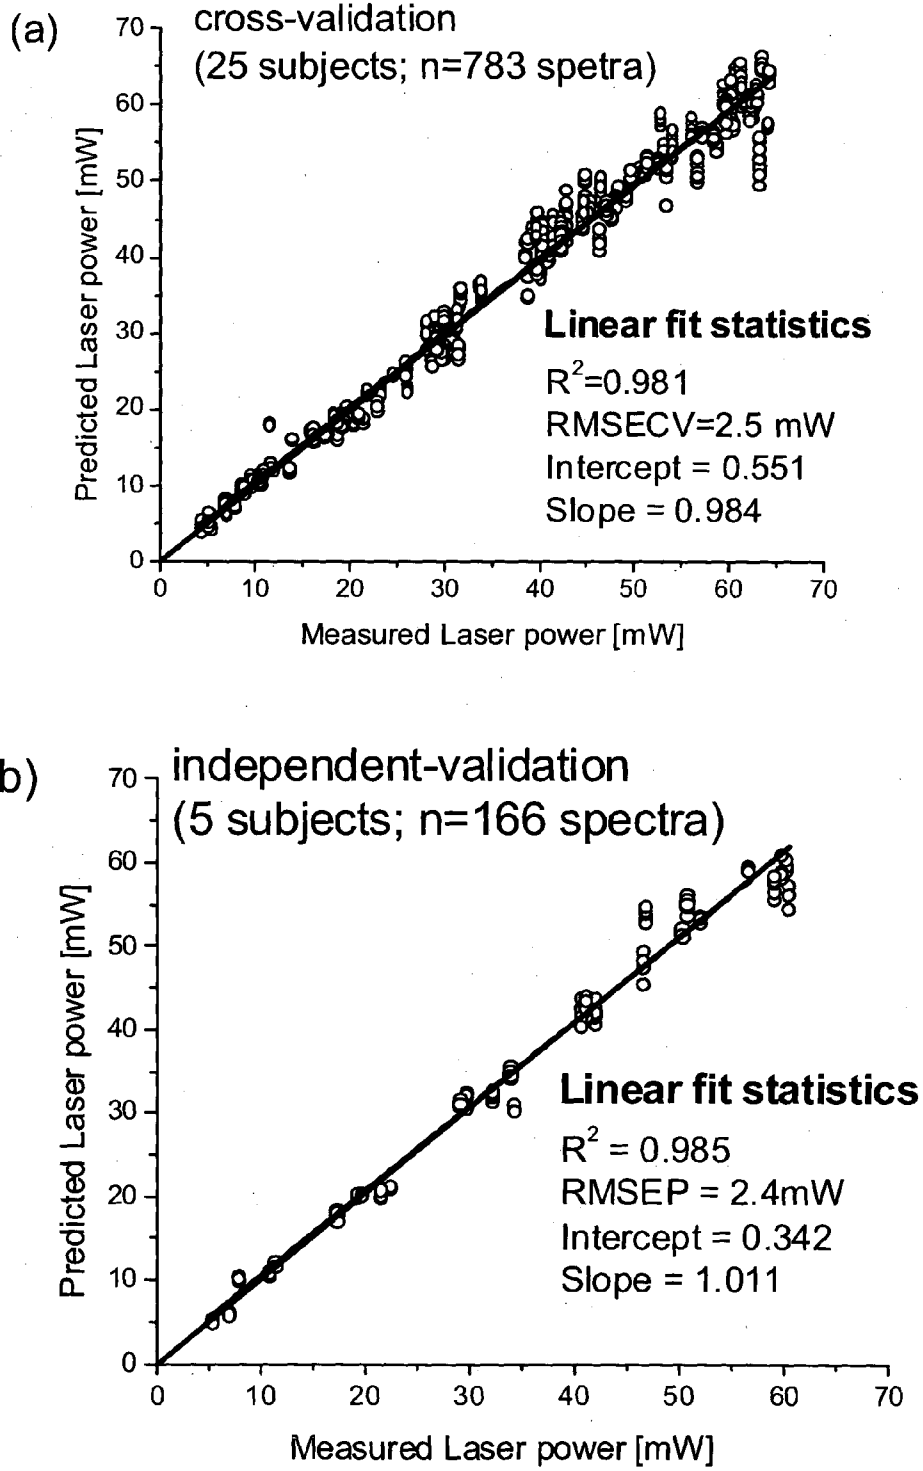 (a)
cross-validation
(25 subjects; n=783 spetra)
70
60
50
40
30
20
10
0
Predicted Laser power [mW]
Linear fit statistics
R²=0.981
RMSECV=2.5 mW
Intercept = 0.551
Slope = 0.984
0 10 20 30 40 50 60 70
Measured Laser power [mW]
b)
independent-validation
(5 subjects; n=166 spectra)
70
60
50
40
30
20
10
0
Predicted Laser power [mW]
Linear fit statistics
R² = 0.985
RMSEP = 2.4mW
Intercept = 0.342
Slope = 1.011
0 10 20 30 40 50 60 70
Measured Laser power [mW]